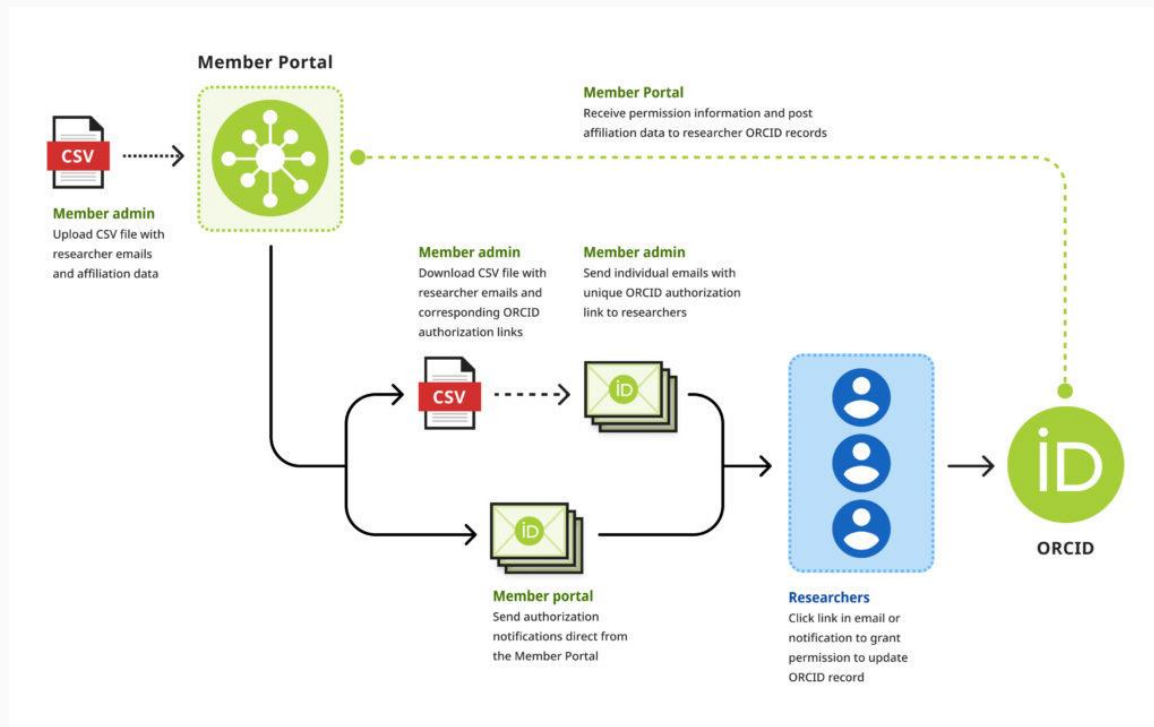 Member Portal
CSV
Member admin
Upload CSV file with
researcher emails
and affiliation data
Member Portal
Receive permission information and post
affiliation data to researcher ORCID records
Member admin
Download CSV file with
researcher emails and
corresponding ORCID
authorization links
CSV
Member admin
Send individual emails with
unique ORCID authorization
link to researchers
iD
iD
Member portal
Send authorization
notifications direct from
the Member Portal
Researchers
Click link in email or
notification to grant
permission to update
ORCID record
iD
ORCID